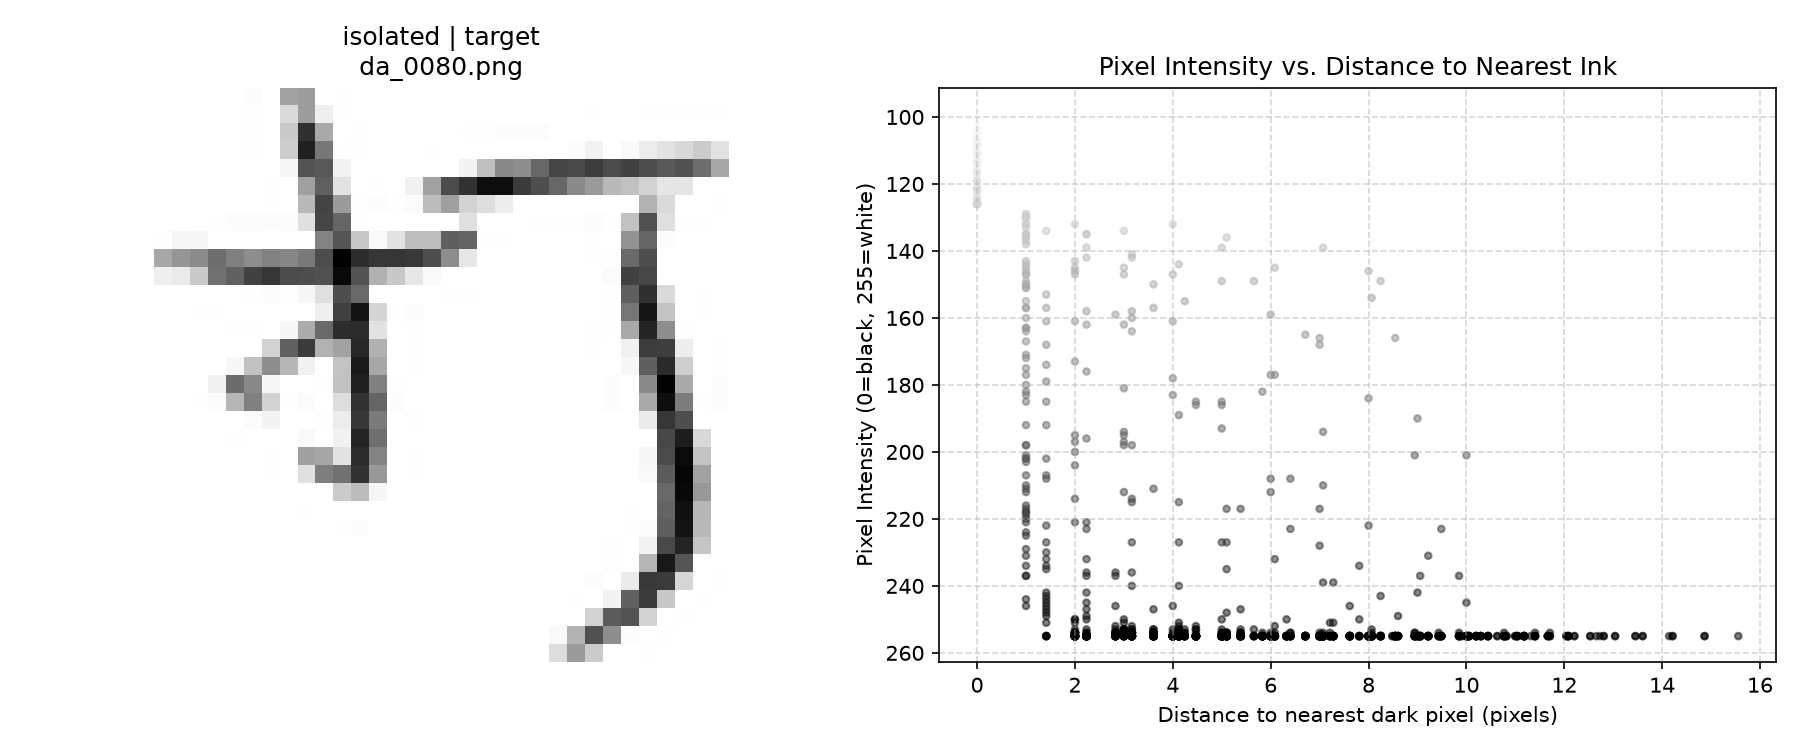 isolated | target
da_0080.png
打
Pixel Intensity vs. Distance to Nearest Ink
Pixel Intensity (0=black, 255=white)
100
120
140
160
180
200
220
240
260
0 2 4 6 8 10 12 14 16
Distance to nearest dark pixel (pixels)